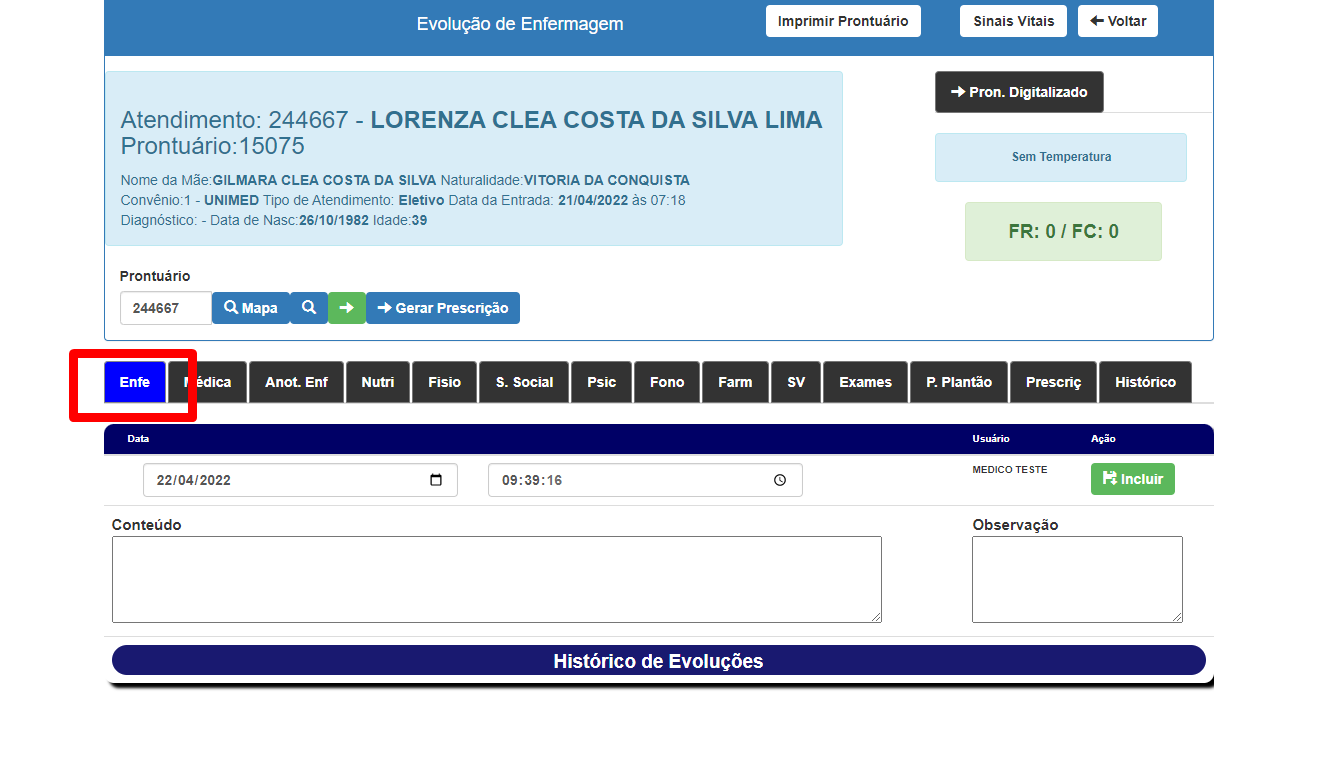 Evolução de Enfermagem
Imprimir Prontuário
Sinais Vitais
Voltar
Pron. Digitalizado
Atendimento: 244667 - LORENZA CLEA COSTA DA SILVA LIMA
Prontuário:15075
Nome da Mãe:GILMARA CLEA COSTA DA SILVA Naturalidade:VITORIA DA CONQUISTA
Convênio:1 - UNIMED Tipo de Atendimento: Eletivo Data da Entrada: 21/04/2022 às 07:18
Diagnóstico: - Data de Nasc:26/10/1982 Idade:39
Sem Temperatura
FR: 0 / FC: 0
Prontuário
244667 Mapa Gerar Prescrição
Enfe Médica Anot. Enf Nutri Fisio S. Social Psic Fono Farm SV Exames P. Plantão Prescriç Histórico
Data Usuário Ação
22/04/2022 09:39:16 MEDICO TESTE Incluir
Conteúdo Observação
Histórico de Evoluções